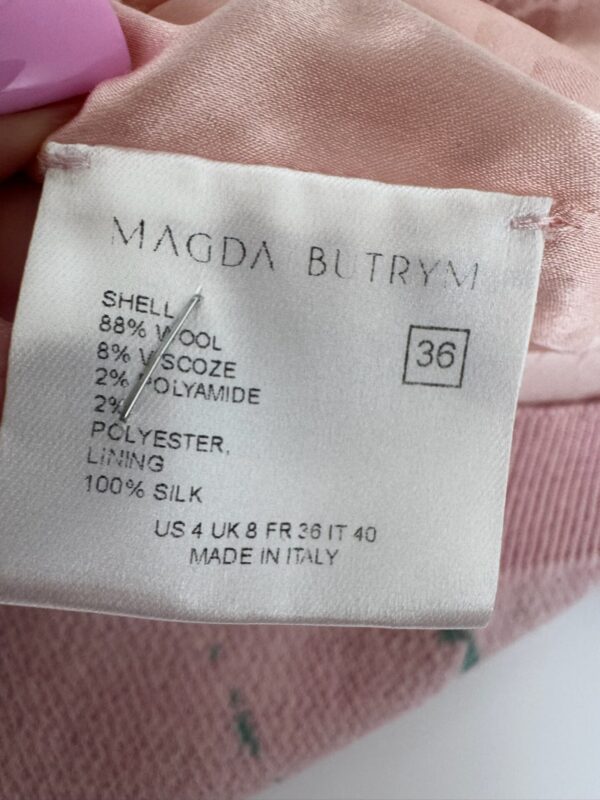 MAGDA BUTRYM
SHELL
88% WOOL
8% VISCOZE
2% POLYAMIDE
2%
POLYESTER,
LINING
100% SILK
36
US 4 UK 8 FR 36 IT 40
MADE IN ITALY